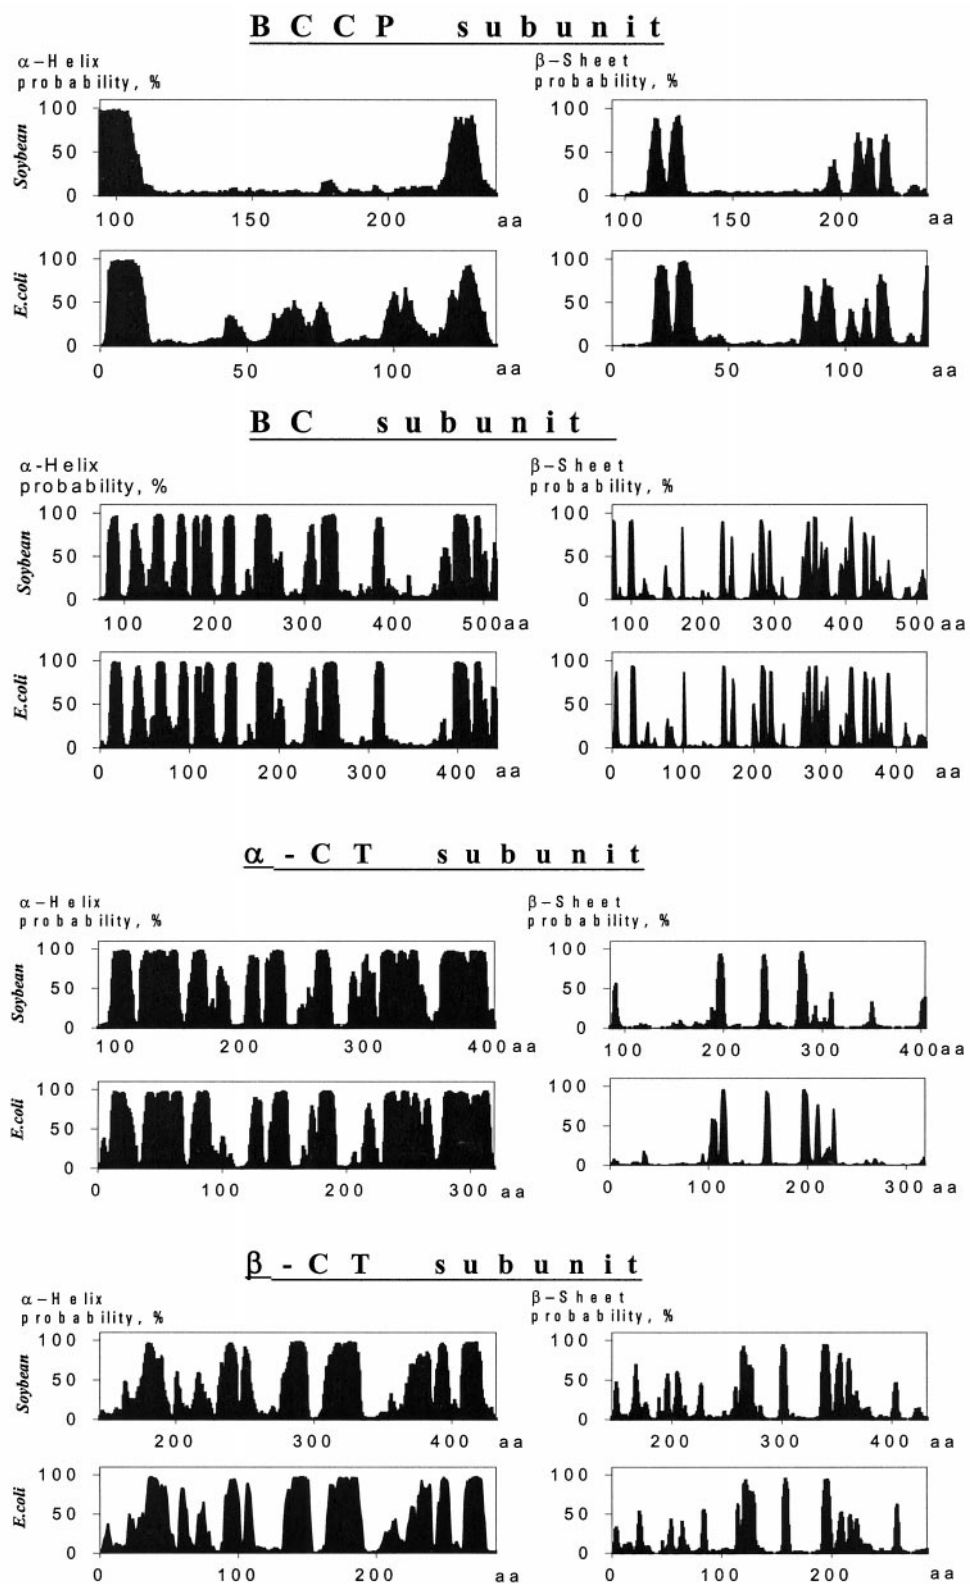 BCCP subunit
α-Helix
probability, %
β-Sheet
probability, %
Soybean
100
50
0
100 150 200 aa
100
50
0
100 150 200 aa
E.coli
100
50
0
0 50 100 aa
100
50
0
0 50 100 aa
BC subunit
α-Helix
probability, %
β-Sheet
probability, %
Soybean
100
50
0
100 200 300 400 500aa
100
50
0
100 200 300 400 500 aa
E.coli
100
50
0
0 100 200 300 400 aa
100
50
0
0 100 200 300 400 aa
α-CT subunit
α-Helix
probability, %
β-Sheet
probability, %
Soybean
100
50
0
100 200 300 400aa
100
50
0
100 200 300 400aa
E.coli
100
50
0
0 100 200 300 aa
100
50
0
0 100 200 300 aa
β-CT subunit
α-Helix
probability, %
β-Sheet
probability, %
Soybean
100
50
0
200 300 400 aa
100
50
0
200 300 400 aa
E.coli
100
50
0
0 100 200 aa
100
50
0
0 100 200 aa